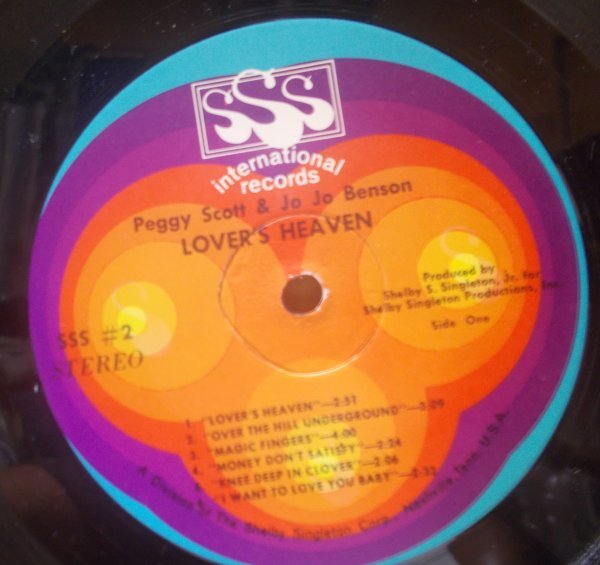 SSS
international
records
Peggy Scott & Jo Jo Benson
LOVER'S HEAVEN
Produced by
Shelby S. Singleton, Jr. for
Shelby Singleton Productions, Inc.
Side One
SSS #2
STEREO
1. "LOVER'S HEAVEN"—2:31
2. "OVER THE HILL UNDERGROUND"—3:09
3. "MAGIC FINGERS"—4:00
4. "MONEY DON'T SATISFY"—2:24
5. "KNEE DEEP IN CLOVER"—2:06
"I WANT TO LOVE YOU BABY"—2:32
A Division of The Shelby Singleton Corp.-Nashville, Tenn. U.S.A.